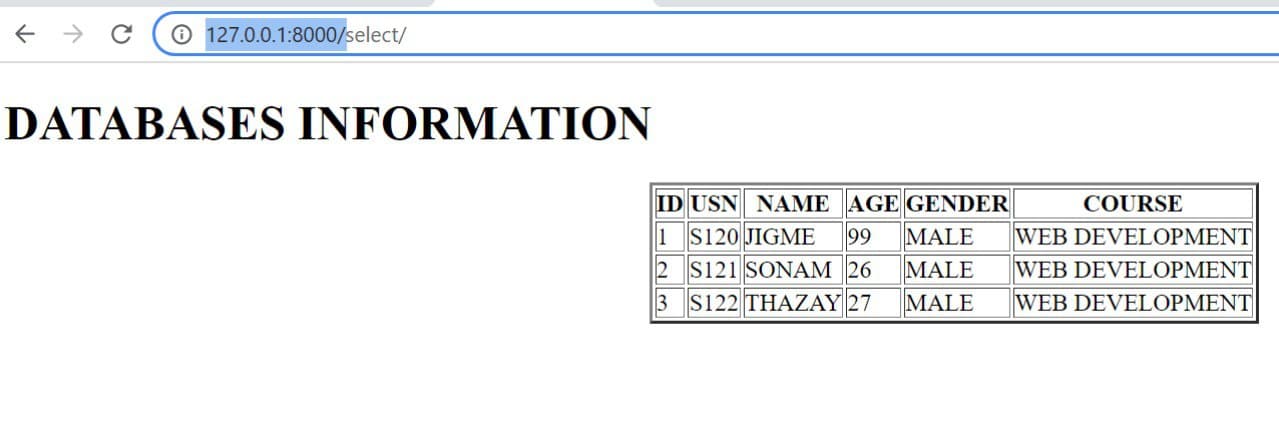 127.0.0.1:8000/select/
DATABASES INFORMATION
ID USN NAME AGE GENDER COURSE
1 S120 JIGME 99 MALE WEB DEVELOPMENT
2 S121 SONAM 26 MALE WEB DEVELOPMENT
3 S122 THAZAY 27 MALE WEB DEVELOPMENT